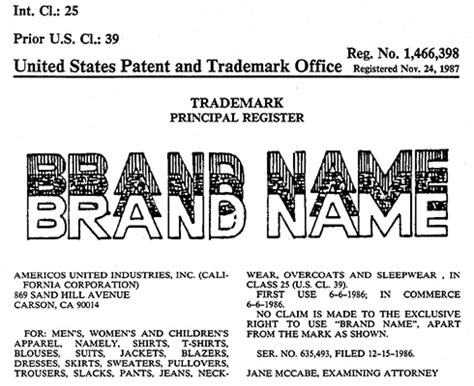 Int. Cl.: 25
Prior U.S. Cl.: 39
Reg. No. 1,466,398
United States Patent and Trademark Office Registered Nov. 24, 1987
TRADEMARK
PRINCIPAL REGISTER
BRAND NAME
BRAND NAME
AMERICOS UNITED INDUSTRIES, INC. (CALI-
FORNIA CORPORATION)
869 SAND HILL AVENUE
CARSON, CA 90014
FOR: MEN'S, WOMEN'S AND CHILDREN'S
APPAREL, NAMELY, SHIRTS, T-SHIRTS,
BLOUSES, SUITS, JACKETS, BLAZERS,
DRESSES, SKIRTS, SWEATERS, PULLOVERS,
TROUSERS, SLACKS, PANTS, JEANS, NECK-
WEAR, OVERCOATS AND SLEEPWEAR , IN
CLASS 25 (U.S. CL. 39).
FIRST USE 6-6-1986; IN COMMERCE
6-6-1986.
NO CLAIM IS MADE TO THE EXCLUSIVE
RIGHT TO USE "BRAND NAME", APART
FROM THE MARK AS SHOWN.
SER. NO. 635,493, FILED 12-15-1986.
JANE MCCABE, EXAMINING ATTORNEY